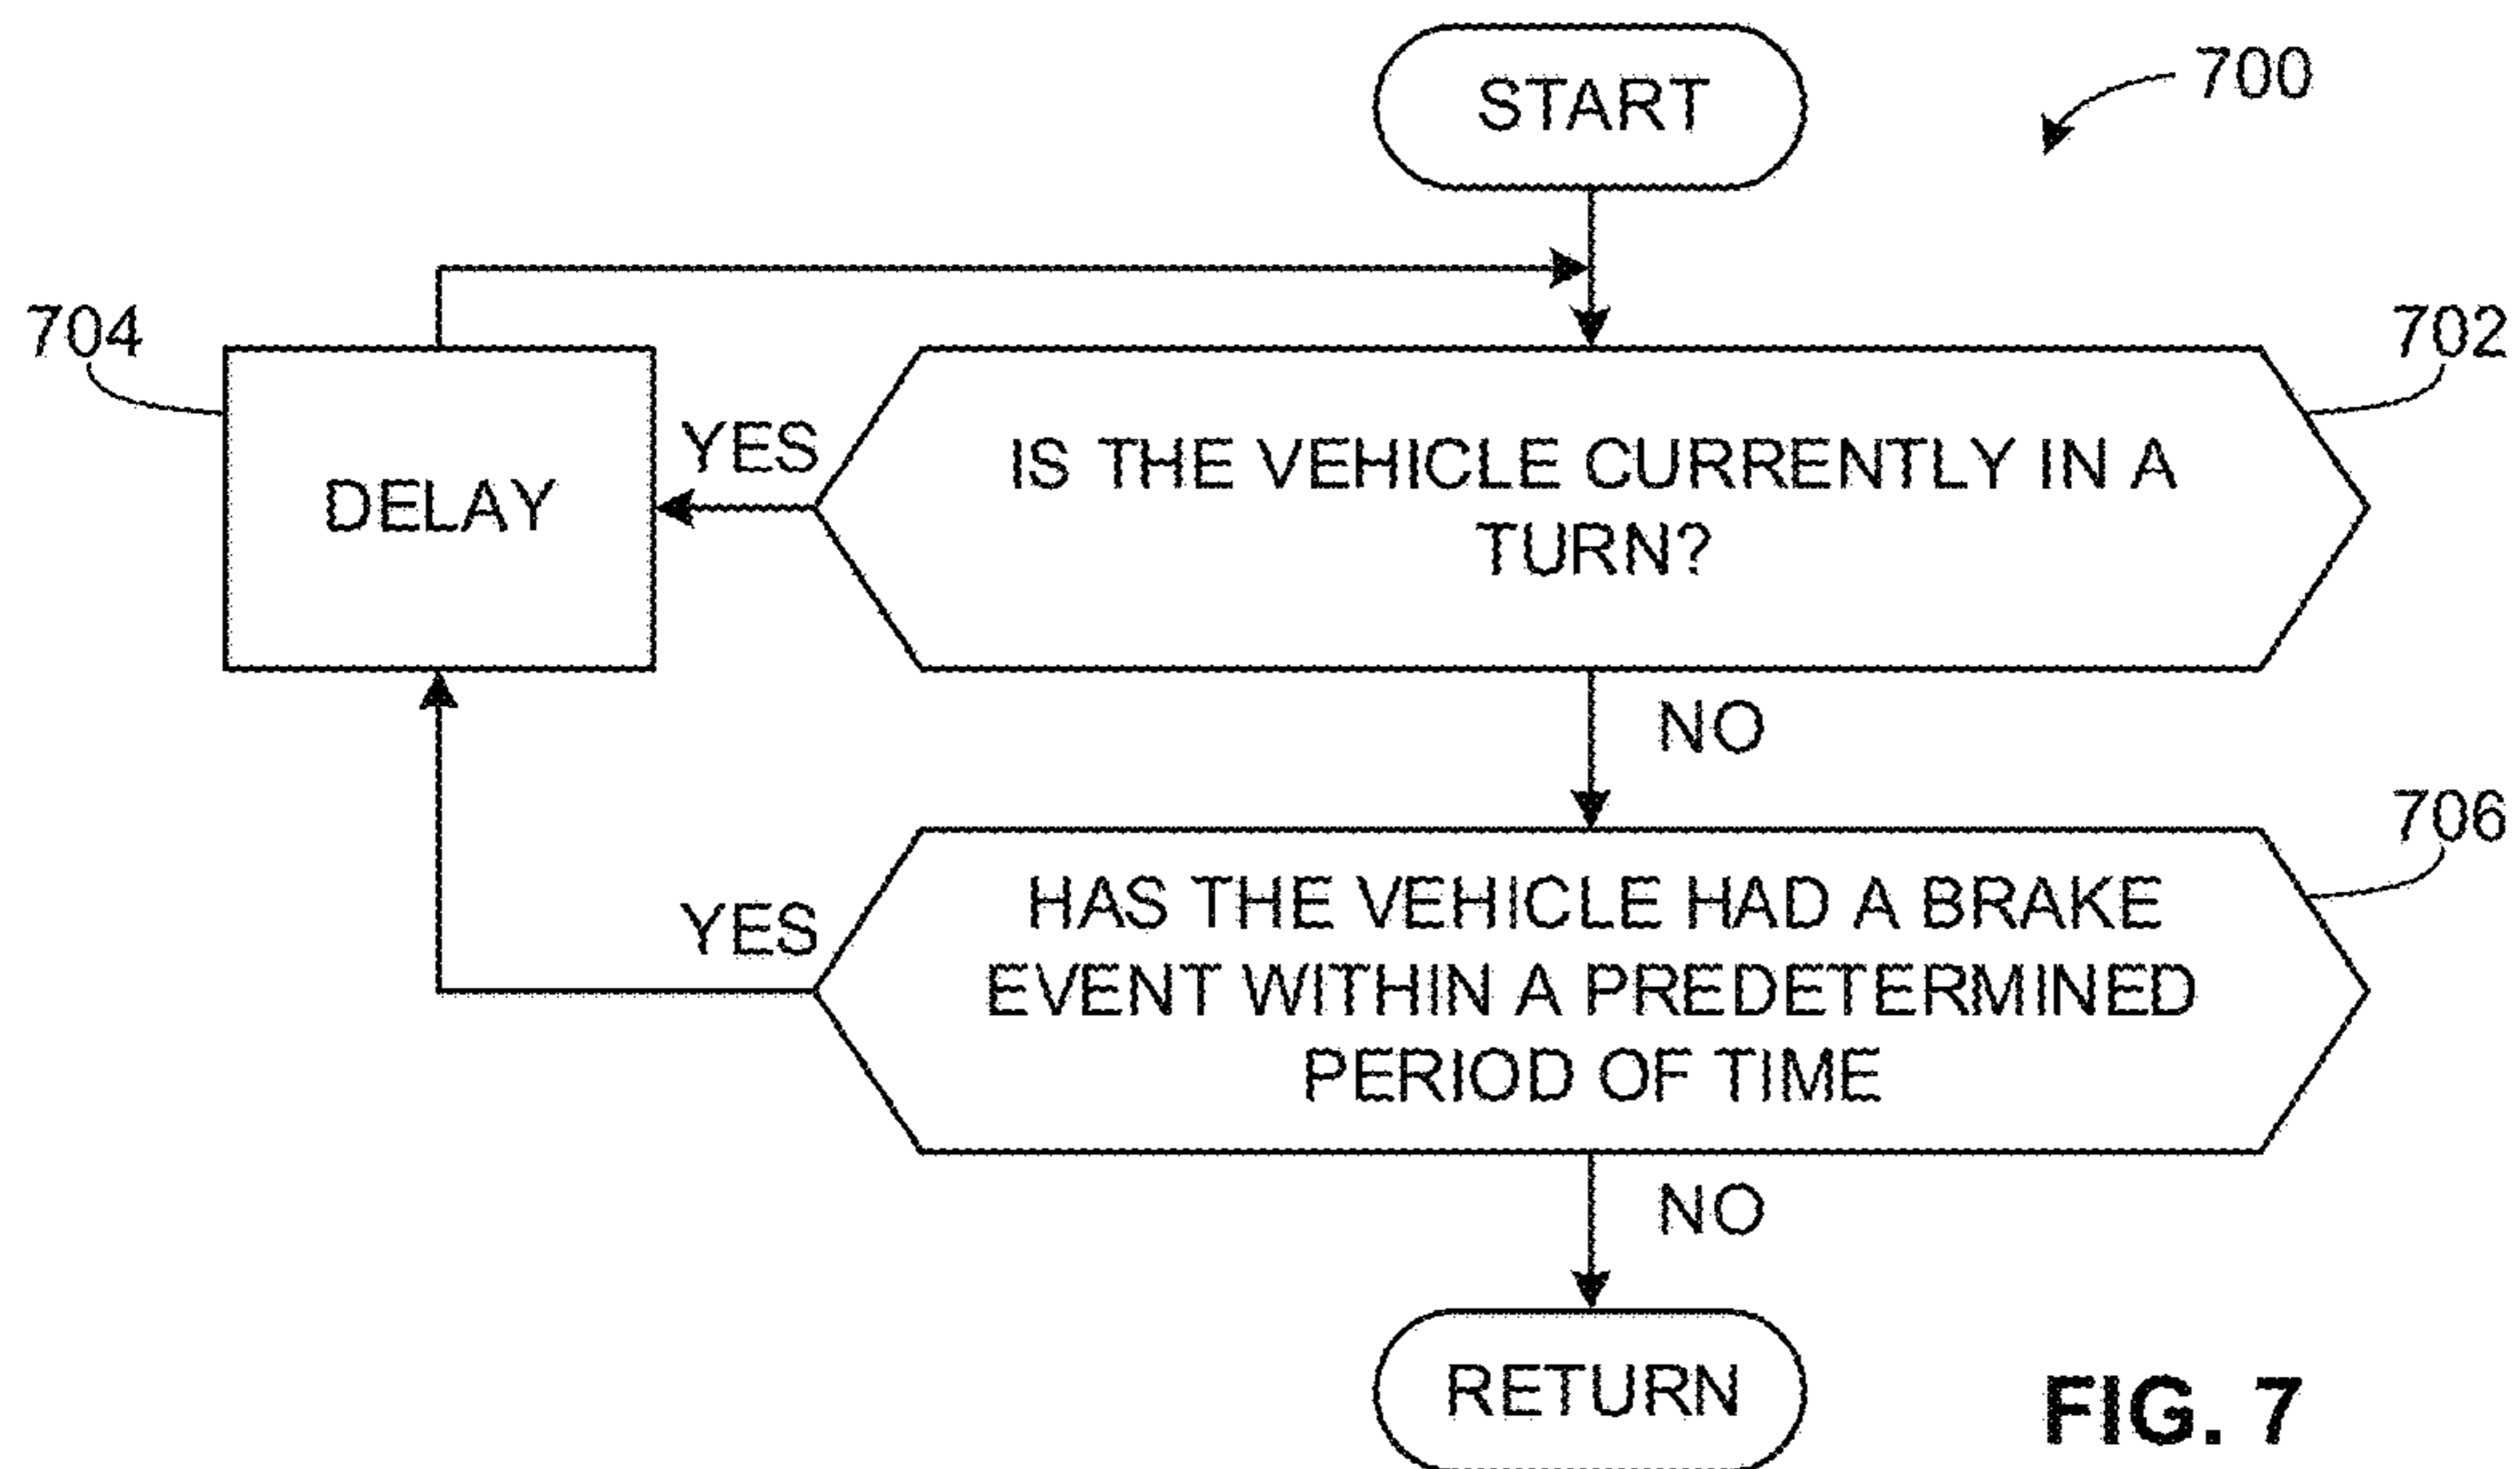 START
700
704
702
YES
DELAY
IS THE VEHICLE CURRENTLY IN A
TURN?
NO
706
YES
HAS THE VEHICLE HAD A BRAKE
EVENT WITHIN A PREDETERMINED
PERIOD OF TIME
NO
RETURN
FIG. 7